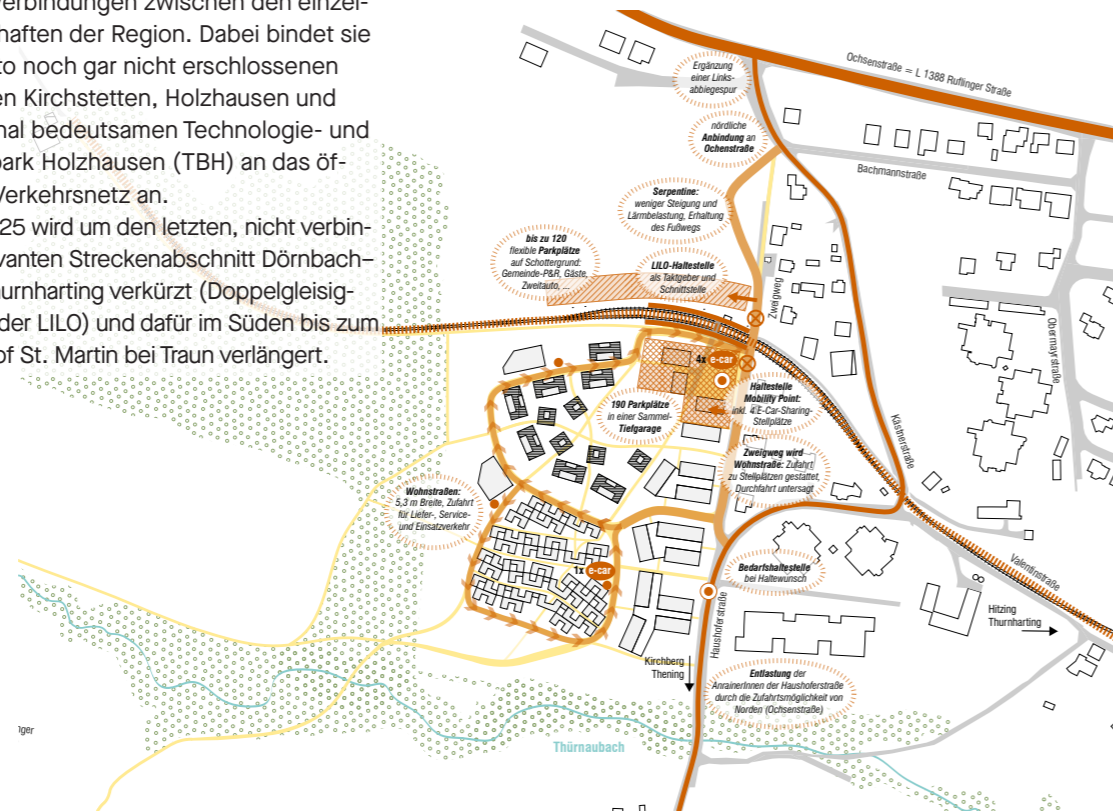 erbindungen zwischen den einzel-
haften der Region. Dabei bindet sie
to noch gar nicht erschlossenen
en Kirchstetten, Holzhausen und
nal bedeutsamen Technologie- und
park Holzhausen (TBH) an das öf-
Verkehrsnetz an.
25 wird um den letzten, nicht verbin-
vanten Streckenabschnitt Dörnbach–
urnharting verkürzt (Doppelgleisig-
der LILO) und dafür im Süden bis zum
of St. Martin bei Traun verlängert.
Ochsenstraße = L 1388 Ruflinger Straße
Ergänzung
einer Links-
abbiegespur
nördliche
Anbindung an
Ochenstraße
Bachmannstraße
Serpentine:
weniger Steigung und
Lärmbelastung, Erhaltung
des Fußwegs
bis zu 120
flexible Parkplätze
auf Schottergrund:
Gemeinde-P&R, Gäste,
Zweitauto, ...
LILO-Haltestelle
als Taktgeber und
Schnittstelle
Zweigweg
Obermayrstraße
4x e-car
Haltestelle
Mobility Point:
inkl. 4 E-Car-Sharing-
Stellplätze
190 Parkplätze
in einer Sammel-
Tiefgarage
Kästnerstraße
Zweigweg wird
Wohnstraße: Zufahrt
zu Stellplätzen gestattet,
Durchfahrt untersagt
Wohnstraßen:
5,3 m Breite, Zufahrt
für Liefer-, Service-
und Einsatzverkehr
1x e-car
Bedarfshaltestelle
bei Haltewunsch
Valentinstraße
Haushoferstraße
Hitzing
Thurnharting
Kirchberg
Thening
Entlastung der
AnrainerInnen der Haushoferstraße
durch die Zufahrtsmöglichkeit von
Norden (Ochsenstraße)
Thürnaubach